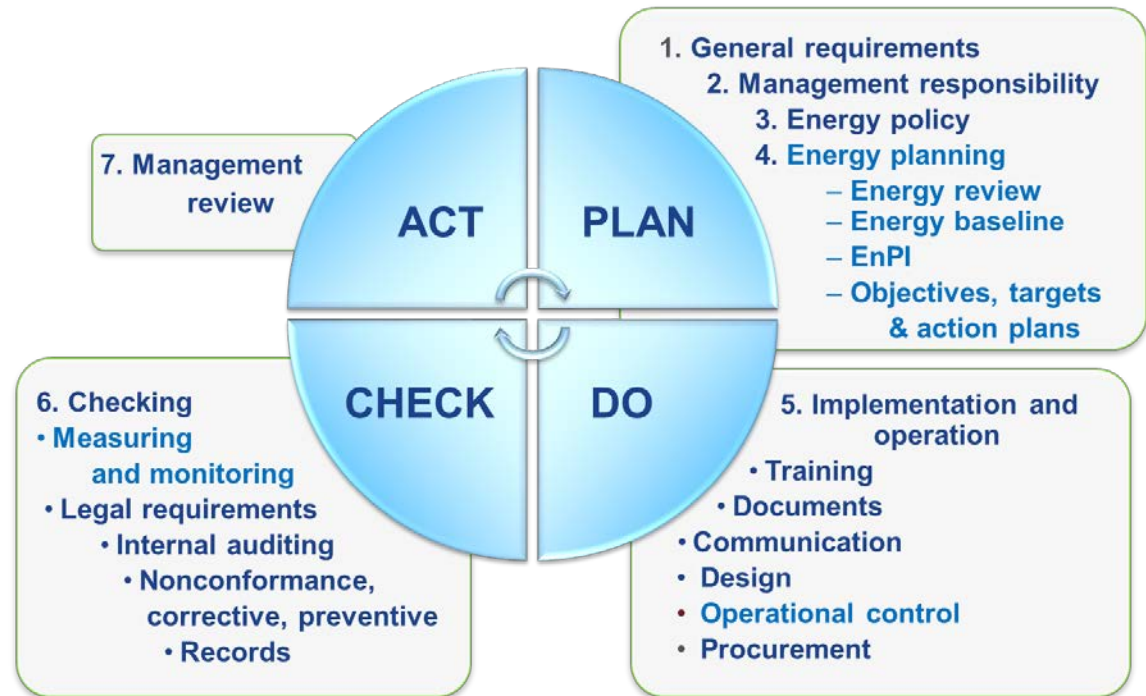 1. General requirements
2. Management responsibility
3. Energy policy
4. Energy planning
– Energy review
– Energy baseline
– EnPI
– Objectives, targets
& action plans
7. Management
review
ACT
PLAN
CHECK
DO
6. Checking
• Measuring
and monitoring
• Legal requirements
• Internal auditing
• Nonconformance,
corrective, preventive
• Records
5. Implementation and
operation
• Training
• Documents
• Communication
• Design
• Operational control
• Procurement